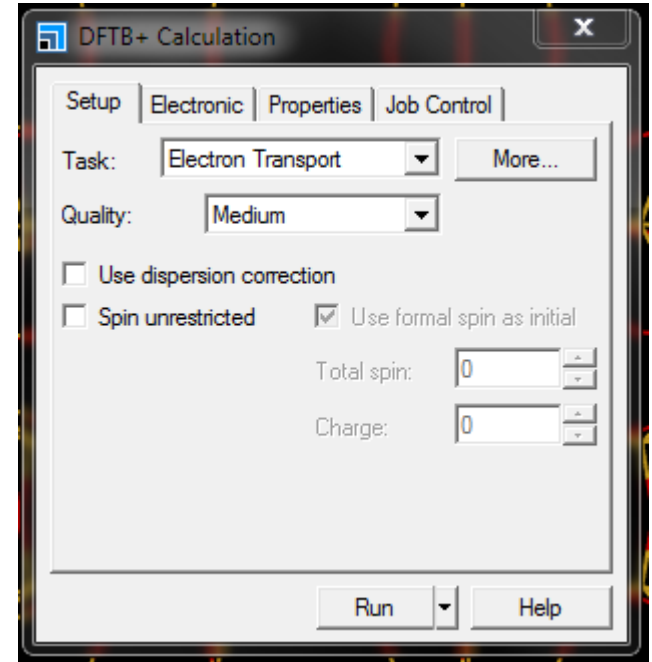 DFTB+ Calculation
x
Setup Electronic Properties Job Control
Task: Electron Transport More...
Quality: Medium
Use dispersion correction
Spin unrestricted Use formal spin as initial
Total spin: 0
Charge: 0
Run Help